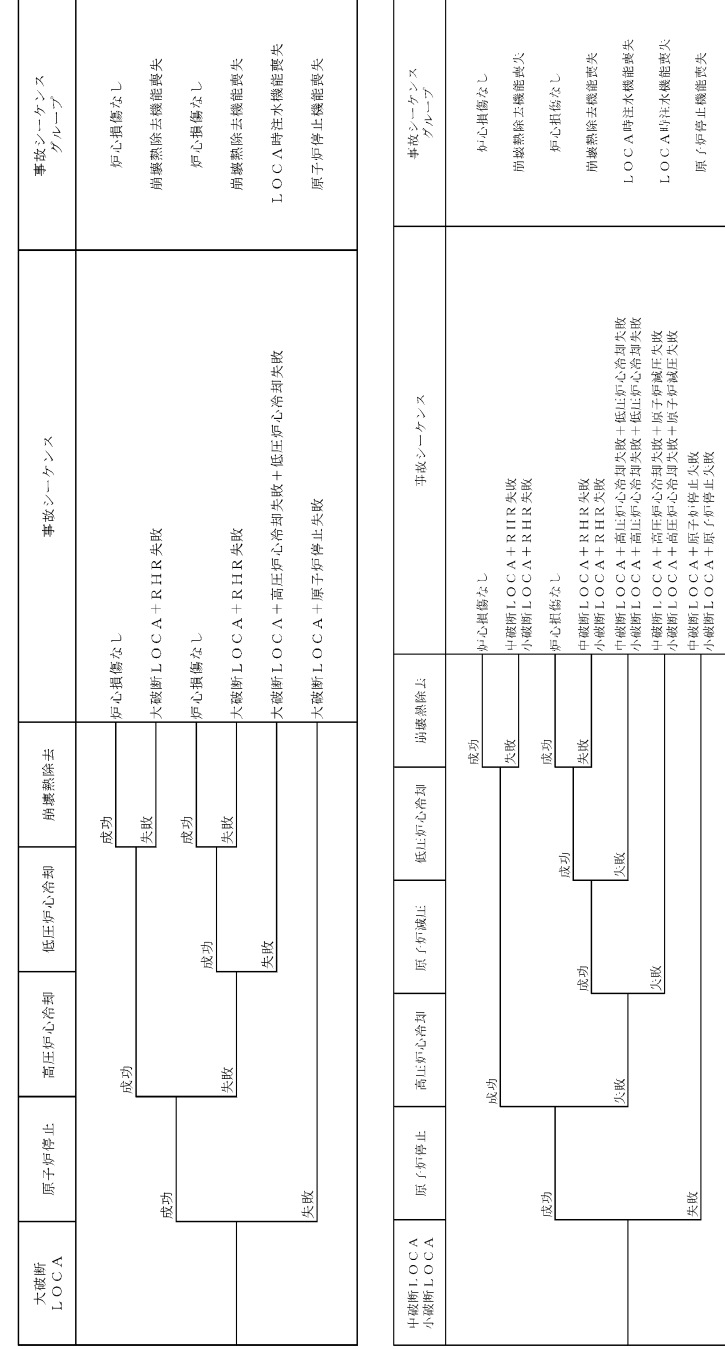 大破断
LOCA
原子炉停止
高圧炉心冷却
低圧炉心冷却
崩壊熱除去
事故シーケンス
事故シーケンス
グループ
成功
失敗
成功
失敗
成功
失敗
成功
失敗
成功
失敗
炉心損傷なし
炉心損傷なし
大破断LOCA+RHR失敗
崩壊熱除去機能喪失
炉心損傷なし
炉心損傷なし
大破断LOCA+RHR失敗
崩壊熱除去機能喪失
大破断LOCA+高圧炉心冷却失敗+低圧炉心冷却失敗
LOCA時注水機能喪失
大破断LOCA+原子炉停止失敗
原子炉停止機能喪失
中破断LOCA
小破断LOCA
原子炉停止
高圧炉心冷却
原子炉減圧
低圧炉心冷却
崩壊熱除去
事故シーケンス
事故シーケンス
グループ
成功
失敗
成功
失敗
成功
失敗
成功
失敗
成功
失敗
成功
失敗
炉心損傷なし
炉心損傷なし
中破断LOCA+RHR失敗
小破断LOCA+RHR失敗
崩壊熱除去機能喪失
炉心損傷なし
炉心損傷なし
中破断LOCA+RHR失敗
小破断LOCA+RHR失敗
崩壊熱除去機能喪失
中破断LOCA+高圧炉心冷却失敗+低圧炉心冷却失敗
小破断LOCA+高圧炉心冷却失敗+低圧炉心冷却失敗
LOCA時注水機能喪失
中破断LOCA+高圧炉心冷却失敗+原子炉減圧失敗
小破断LOCA+高圧炉心冷却失敗+原子炉減圧失敗
LOCA時注水機能喪失
中破断LOCA+原子炉停止失敗
小破断LOCA+原子炉停止失敗
原子炉停止機能喪失